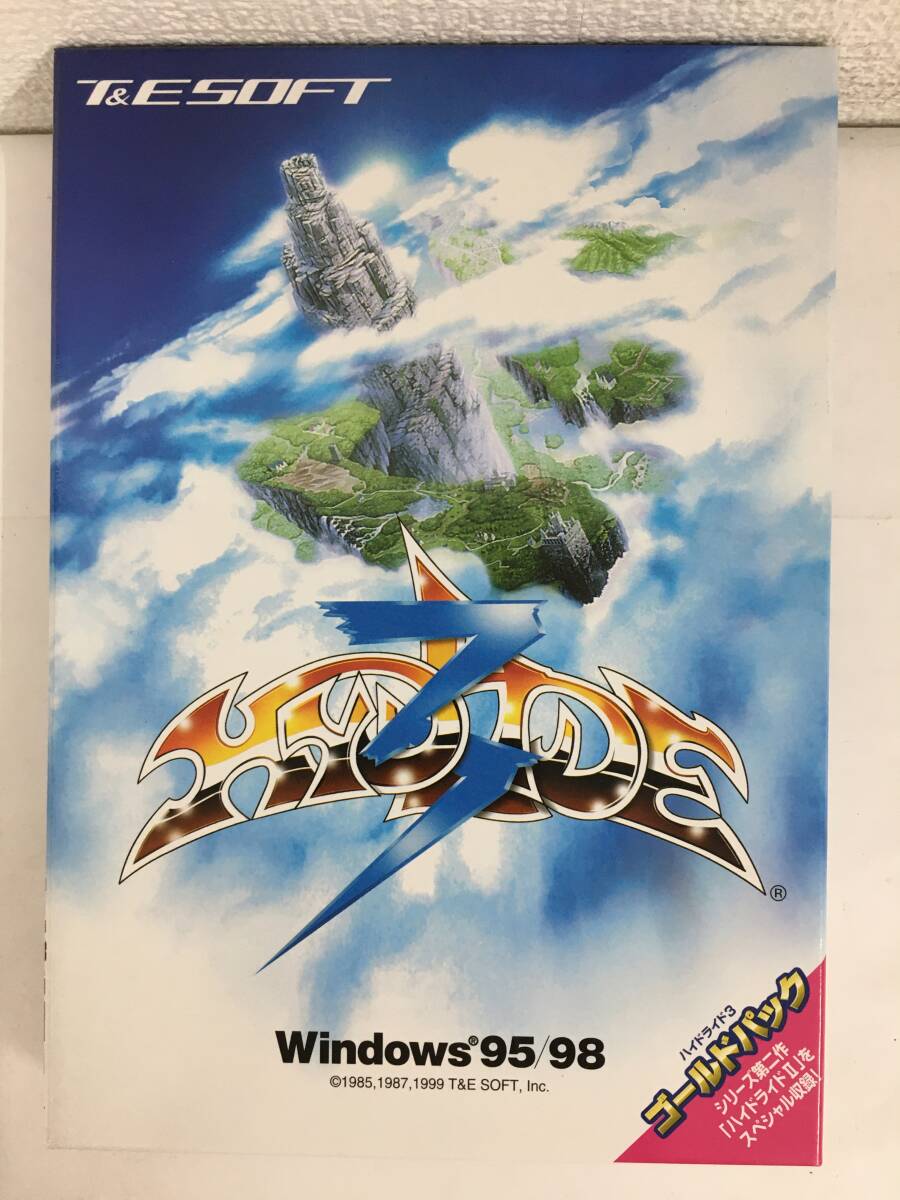 T&E SOFT
HYDLIDE 3
®
Windows®95/98
©1985,1987,1999 T&E SOFT, Inc.
ハイドライド3
ゴールドパック
シリーズ第二作
「ハイドライドII」を
スペシャル収録!